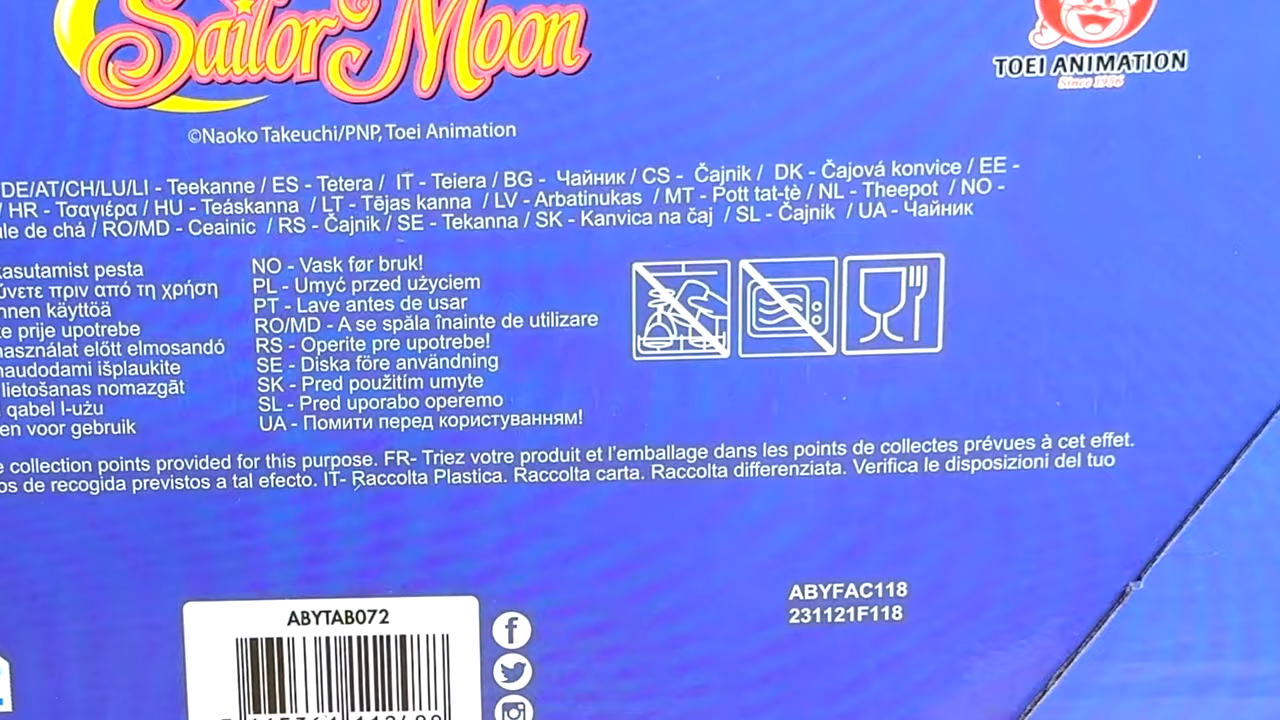 Sailor Moon
TOEI ANIMATION
Since 1956
©Naoko Takeuchi/PNP, Toei Animation
DE/AT/CH/LU/LI - Teekanne / ES - Tetera / IT - Teiera / BG - Чайник / CS - Čajnik / DK - Čajová konvice / EE -
/ HR - Τσαγιέρα / HU - Teáskanna / LT - Tējas kanna / LV - Arbatinukas / MT - Pott tat-tè / NL - Theepot / NO -
le de chá / RO/MD - Ceainic / RS - Čajnik / SE - Tekanna / SK - Kanvica na čaj / SL - Čajnik / UA - Чайник
kasutamist pesta
ύνετε πριν από τη χρήση
nnen käyttöä
te prije upotrebe
használat előtt elmosandó
naudodami išplaukite
lietošanas nomazgāt
qabel l-użu
en voor gebruik
NO - Vask før bruk!
PL - Umyć przed użyciem
PT - Lave antes de usar
RO/MD - A se spăla înainte de utilizare
RS - Operite pre upotrebe!
SE - Diska före användning
SK - Pred použitím umyte
SL - Pred uporabo operemo
UA - Помити перед користуванням!
e collection points provided for this purpose. FR- Triez votre produit et l'emballage dans les points de collectes prévues à cet effet.
os de recogida previstos a tal efecto. IT- Raccolta Plastica. Raccolta carta. Raccolta differenziata. Verifica le disposizioni del tuo
ABYFAC118
231121F118
ABYTAB072